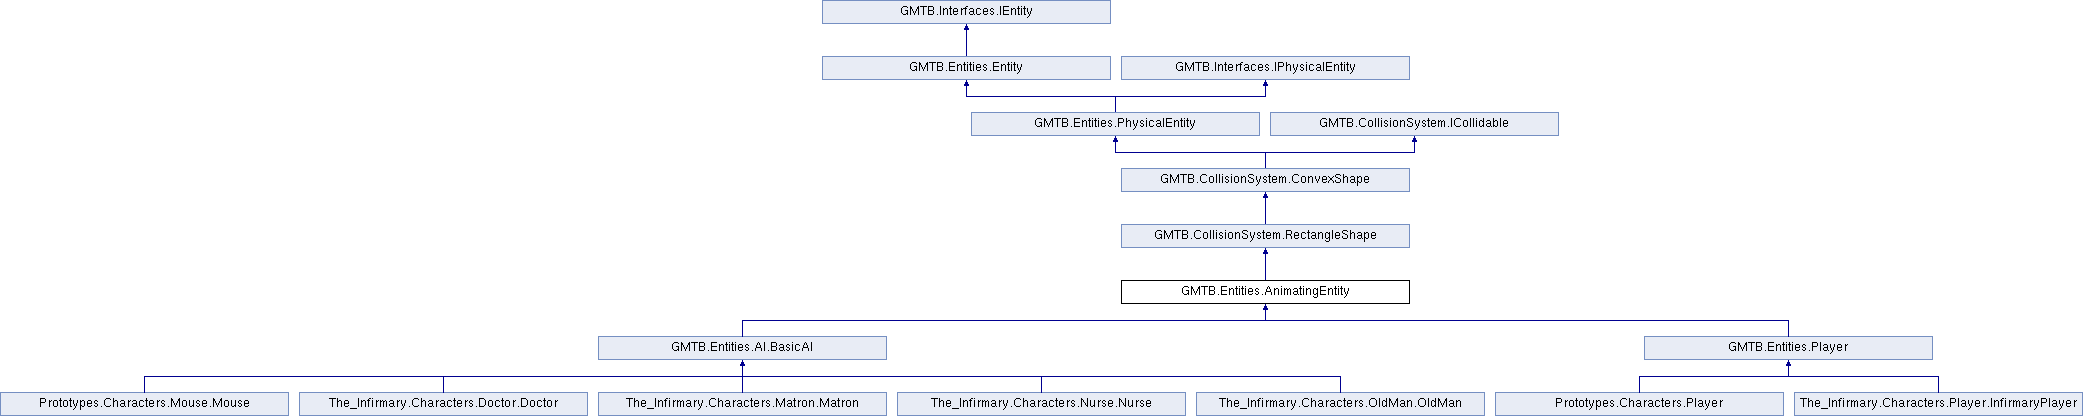 GMTB.Interfaces.IEntity
GMTB.Entities.Entity
GMTB.Interfaces.IPhysicalEntity
GMTB.Entities.PhysicalEntity
GMTB.CollisionSystem.ICollidable
GMTB.CollisionSystem.ConvexShape
GMTB.CollisionSystem.RectangleShape
GMTB.Entities.AnimatingEntity
GMTB.Entities.AI.BasicAI
GMTB.Entities.Player
Prototypes.Characters.Mouse.Mouse
The_Infirmary.Characters.Doctor.Doctor
The_Infirmary.Characters.Matron.Matron
The_Infirmary.Characters.Nurse.Nurse
The_Infirmary.Characters.OldMan.OldMan
Prototypes.Characters.Player
The_Infirmary.Characters.Player.InfirmaryPlayer